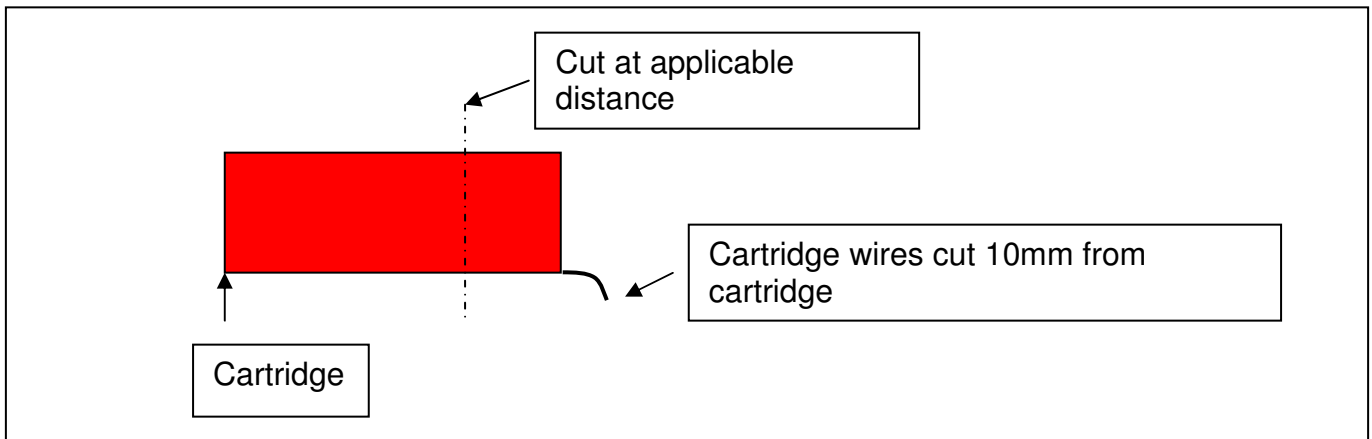 Cut at applicable
distance
Cartridge wires cut 10mm from
cartridge
Cartridge